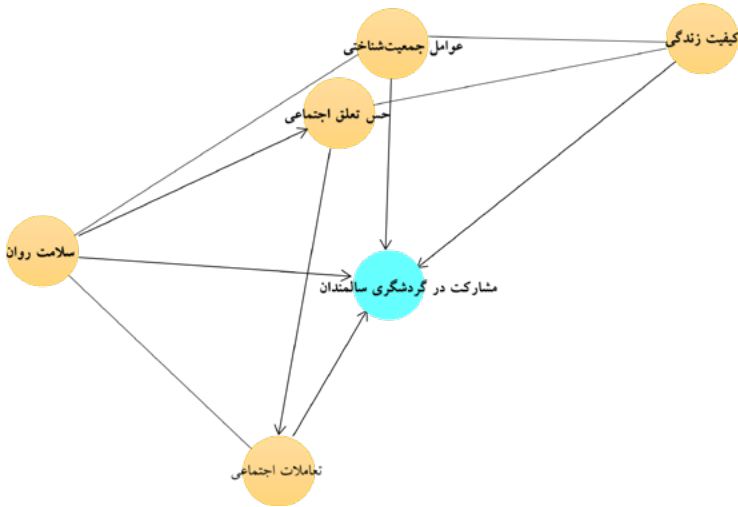 کیفیت زندگی
عوامل جمعیت‌شناختی
حس تعلق اجتماعی
سلامت روان
مشارکت در گردشگری سالمندان
تعاملات اجتماعی